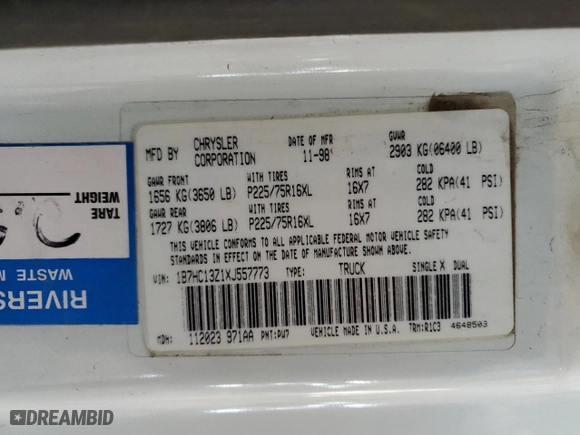 MFD BY CHRYSLER CORPORATION DATE OF MFR 11-98 GVWR 2903 KG(06400 LB)
GAWR FRONT WITH TIRES RIMS AT COLD
1656 KG(3650 LB) P225/75R16XL 16X7 282 KPA(41 PSI)
GAWR REAR WITH TIRES RIMS AT COLD
1727 KG(3806 LB) P225/75R16XL 16X7 282 KPA(41 PSI)
THIS VEHICLE CONFORMS TO ALL APPLICABLE FEDERAL MOTOR VEHICLE SAFETY
STANDARDS IN EFFECT ON THE DATE OF MANUFACTURE SHOWN ABOVE.
VIN: 1B7HC13Z1XJ557773 TYPE: TRUCK SINGLE X DUAL
MDH: 112023 971AA PNT:PW7 VEHICLE MADE IN U.S.A. TRM:R1C3 4648503
TARE
WEIGHT
RIVERS
WASTE M
DREAMBID